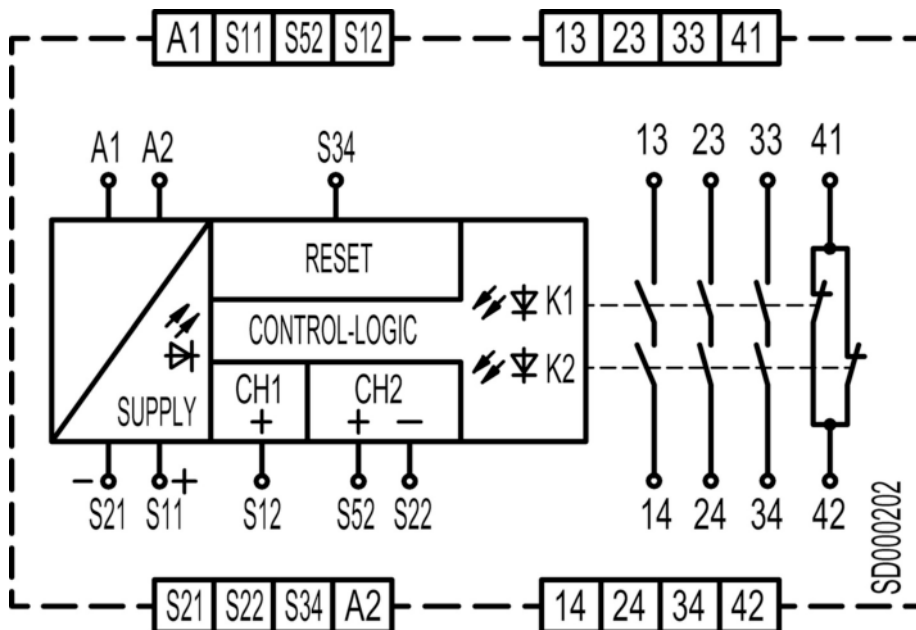 A1 S11 S52 S12 13 23 33 41
A1 A2 S34 13 23 33 41
RESET
K1
CONTROL-LOGIC
K2
CH1 CH2
SUPPLY + + −
− S21 S11 + S12 S52 S22 14 24 34 42
SD000202
S21 S22 S34 A2 14 24 34 42